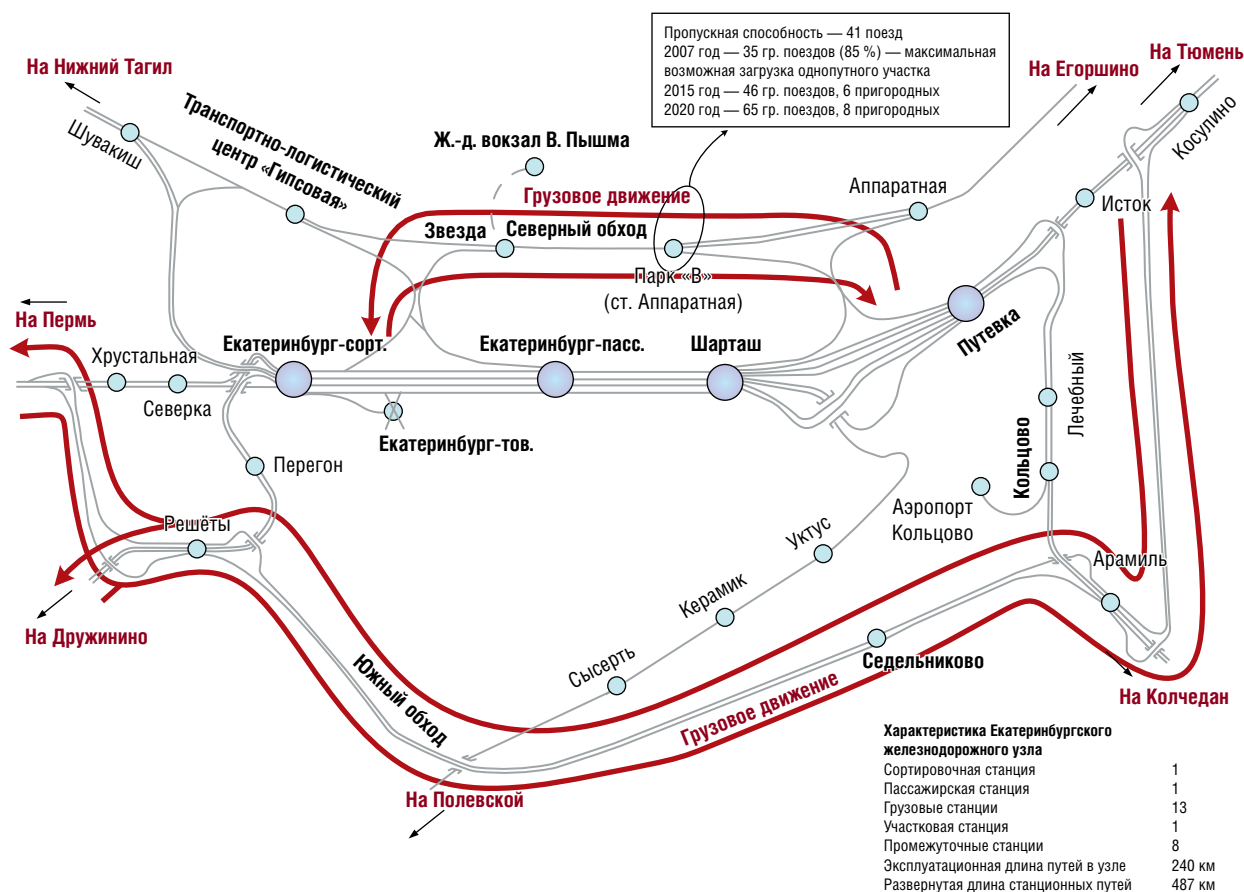 Пропускная способность — 41 поезд
2007 год — 35 гр. поездов (85 %) — максимальная
возможная загрузка однопутного участка
2015 год — 46 гр. поездов, 6 пригородных
2020 год — 65 гр. поездов, 8 пригородных
На Нижний Тагил
На Егоршино
На Тюмень
Шувакиш
Транспортно-логистический
центр «Гипсовая»
Ж.-д. вокзал В. Пышма
Косулино
Грузовое движение
Аппаратная
Исток
Звезда
Северный обход
Парк «В»
(ст. Аппаратная)
На Пермь
Хрустальная
Северка
Екатеринбург-сорт.
Екатеринбург-пасс.
Шарташ
Путевка
Екатеринбург-тов.
Перегон
Лечебный
Кольцово
Аэропорт
Кольцово
Решёты
Уктус
Арамиль
Керамик
На Дружинино
Сысерть
Седельниково
Южный обход
Грузовое движение
На Колчедан
На Полевской
Характеристика Екатеринбургского
железнодорожного узла
Сортировочная станция 1
Пассажирская станция 1
Грузовые станции 13
Участковая станция 1
Промежуточные станции 8
Эксплуатационная длина путей в узле 240 км
Развернутая длина станционных путей 487 км